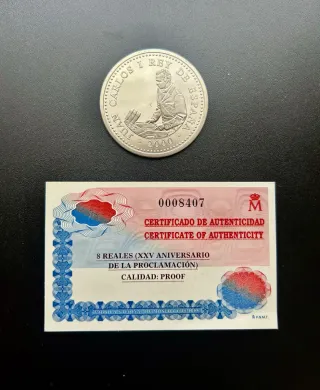 JUAN CARLOS I REY DE ESPAÑA
2000
M
0008407
CERTIFICADO DE AUTENTICIDAD
CERTIFICATE OF AUTHENTICITY
8 REALES (XXV ANIVERSARIO
DE LA PROCLAMACIÓN)
CALIDAD: PROOF